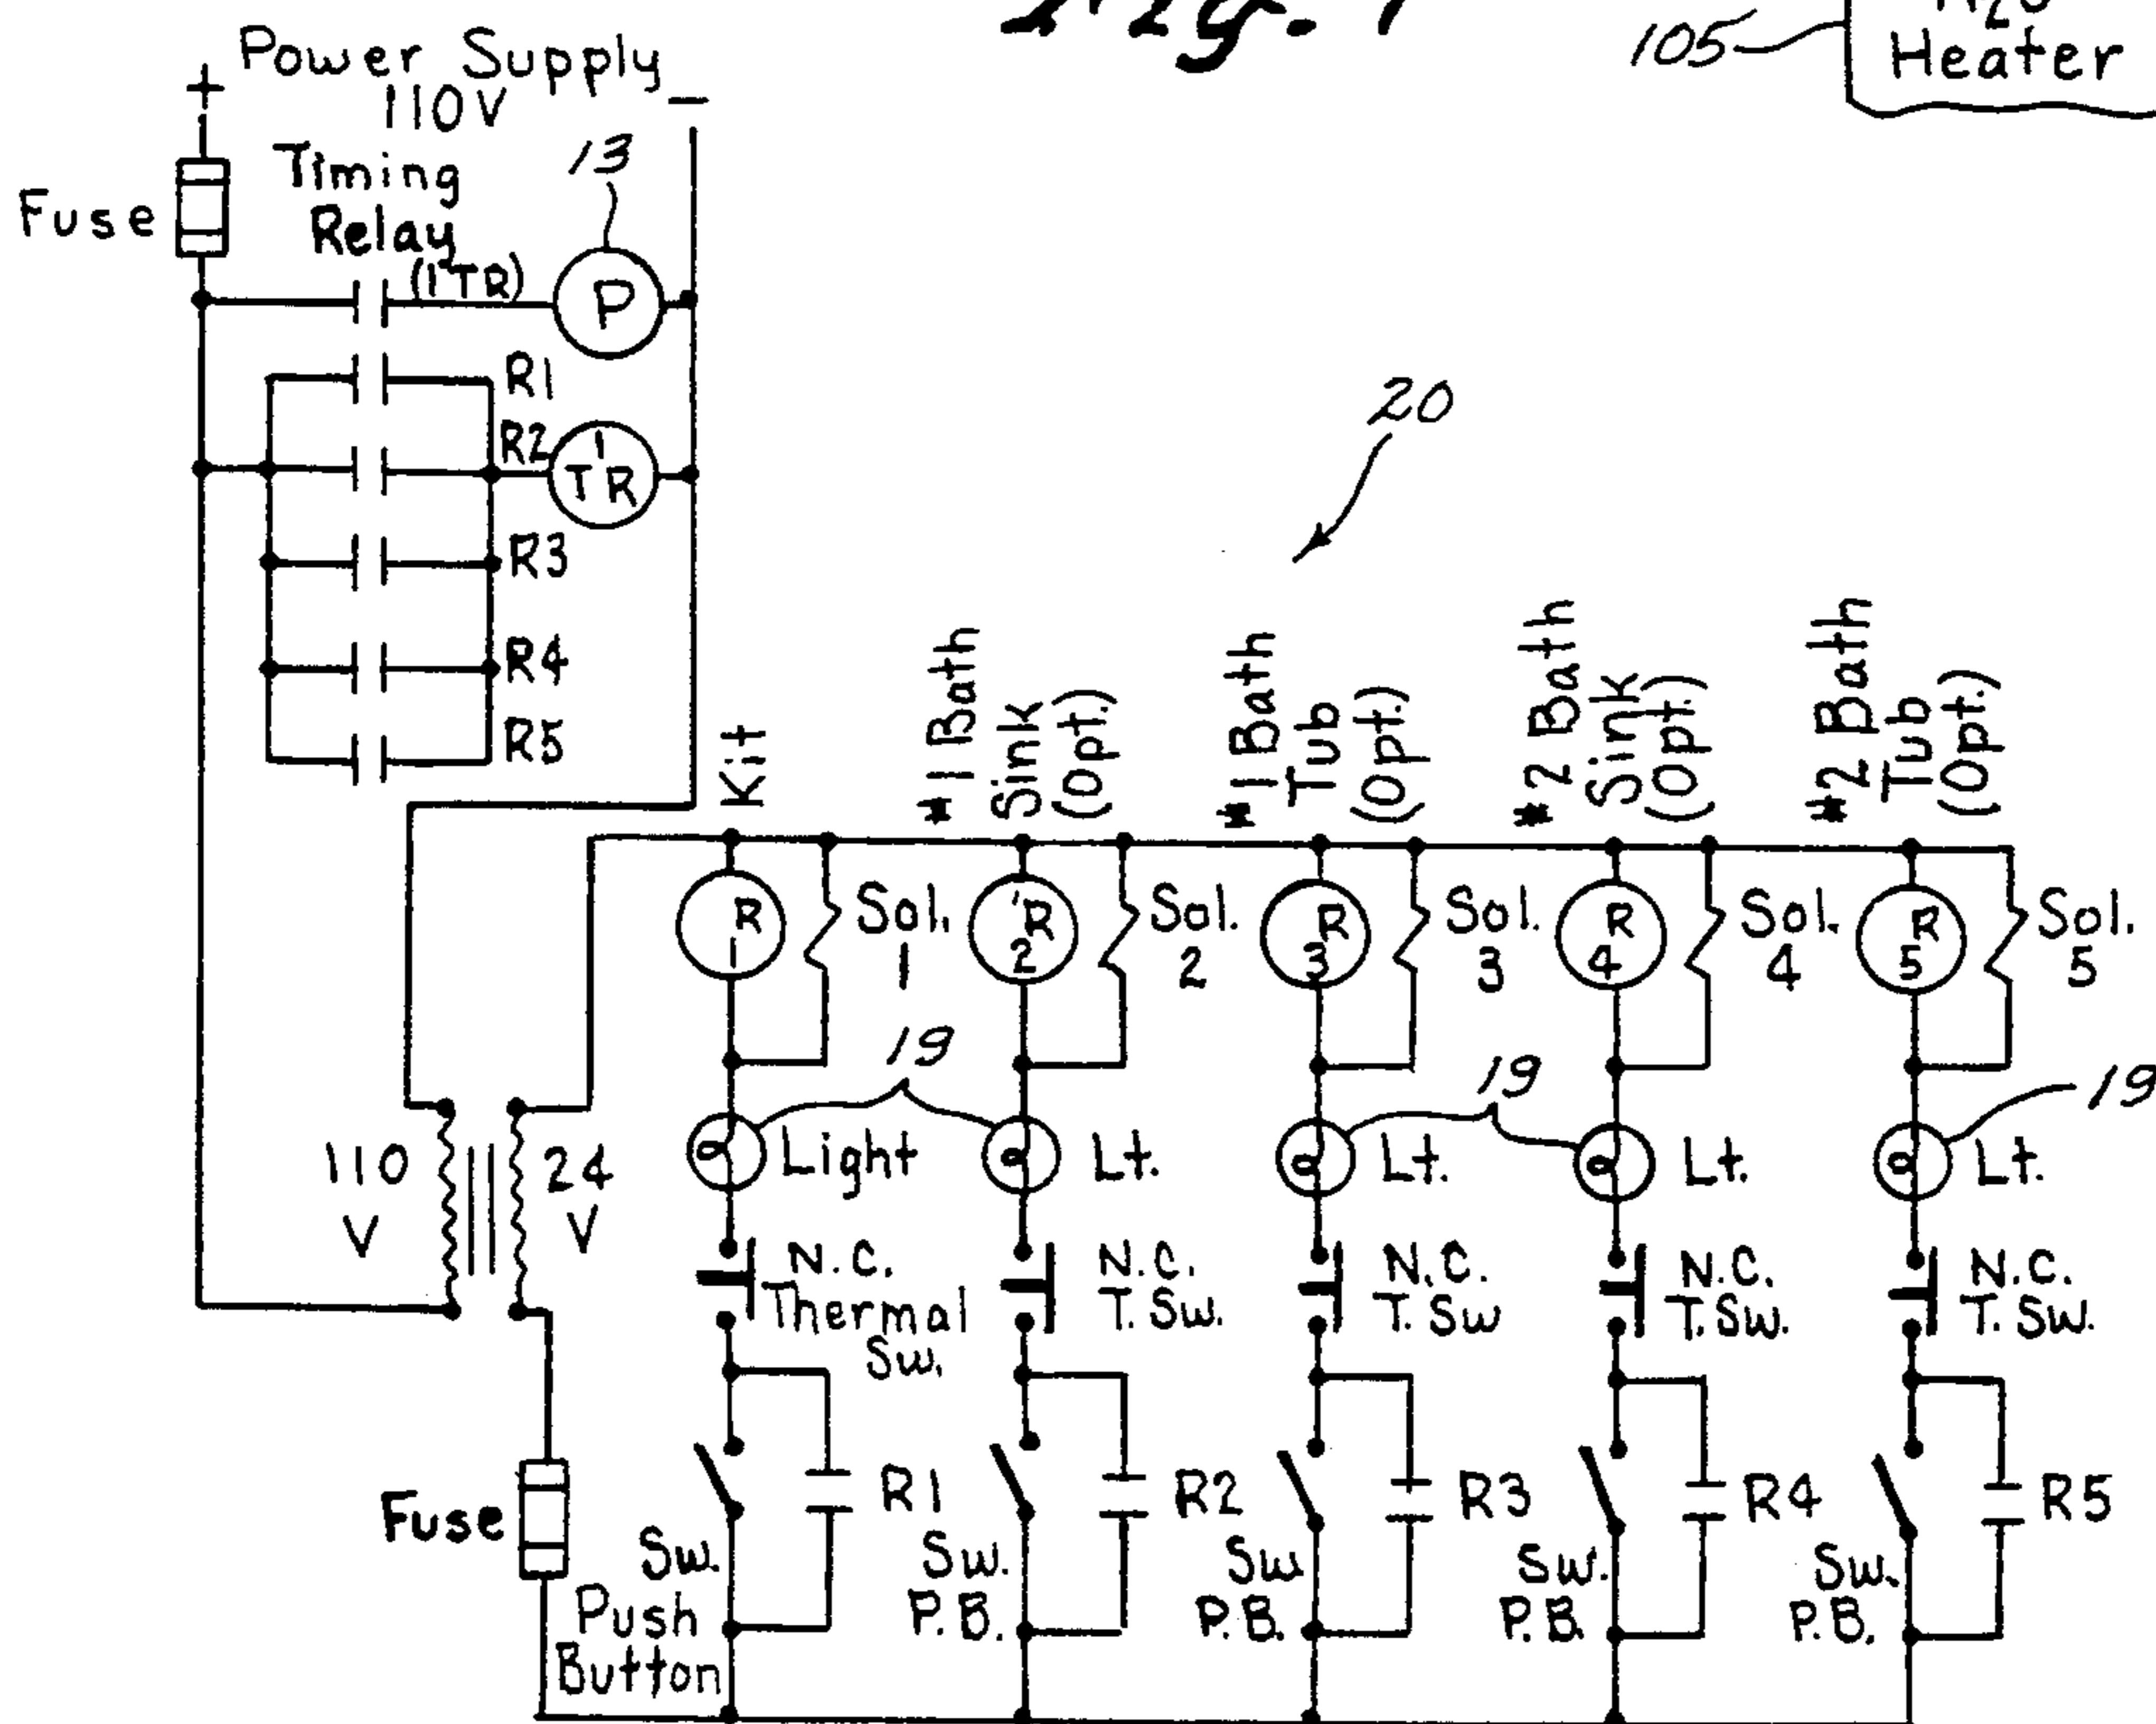 Fig. 7
105
Heater
Power Supply
+
110V
−
Timing
Relay
(1TR)
13
Fuse
P
R1
R2
1
TR
R3
R4
R5
20
Kit
#1 Bath
Sink
(Opt.)
#1 Bath
Tub
(Opt.)
#2 Bath
Sink
(Opt.)
#2 Bath
Tub
(Opt.)
R
1
Sol.
1
R
2
Sol.
2
R
3
Sol.
3
R
4
Sol.
4
R
5
Sol.
5
19
19
19
110
V
24
V
Light
Lt.
Lt.
Lt.
Lt.
N.C.
Thermal
Sw.
N.C.
T. Sw.
N.C.
T. Sw
N.C.
T. Sw.
N.C.
T. Sw.
Fuse
Sw.
Push
Button
R1
Sw.
P.B.
R2
Sw
P.B.
R3
Sw.
P.B.
R4
Sw.
P.B.
R5